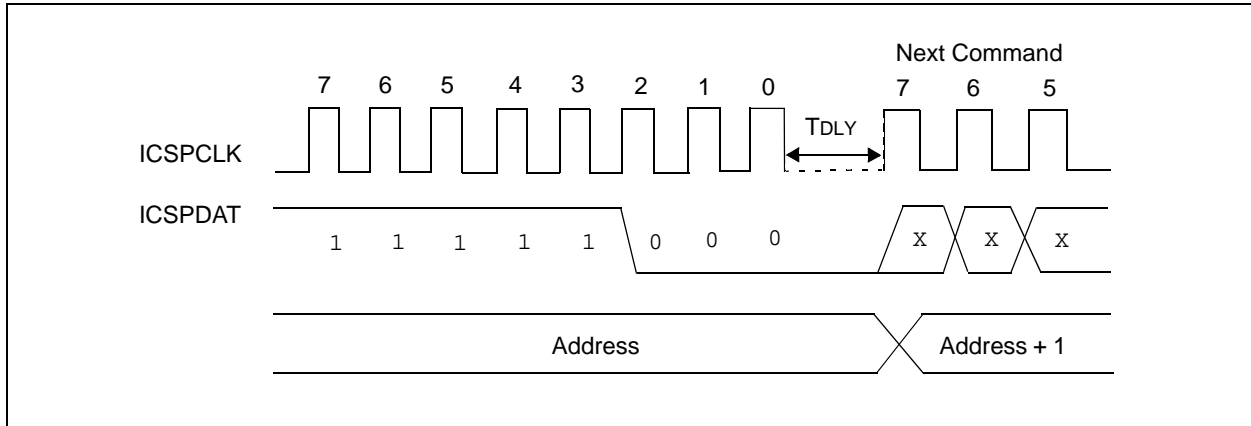 Next Command
7 6 5 4 3 2 1 0 7 6 5
TDLY
ICSPCLK
ICSPDAT
1 1 1 1 1 0 0 0 x x x
Address Address + 1